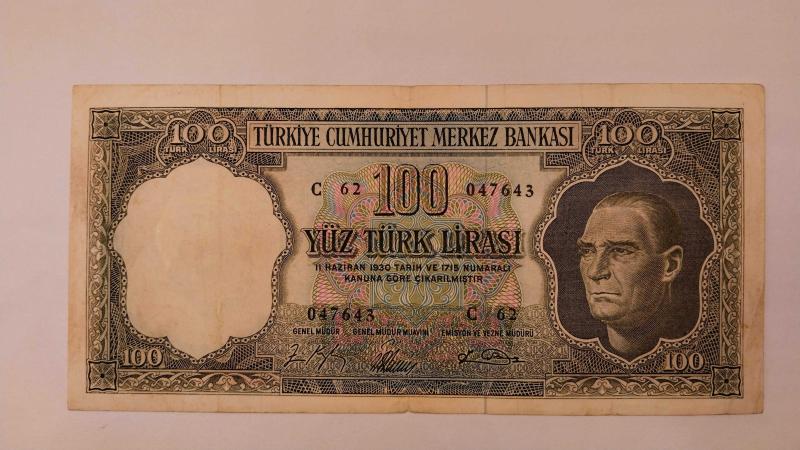 100
TÜRK LİRASI
TÜRKİYE CUMHURİYET MERKEZ BANKASI
100
TÜRK LİRASI
C 62 100 047643
YÜZ TÜRK LİRASI
11 HAZİRAN 1930 TARİH VE 1715 NUMARALI
KANUNA GÖRE ÇIKARILMIŞTIR
047643 C 62
GENEL MÜDÜR GENEL MÜDÜR MUAVİNİ EMİSYON VE VEZNE MÜDÜRÜ
100 100